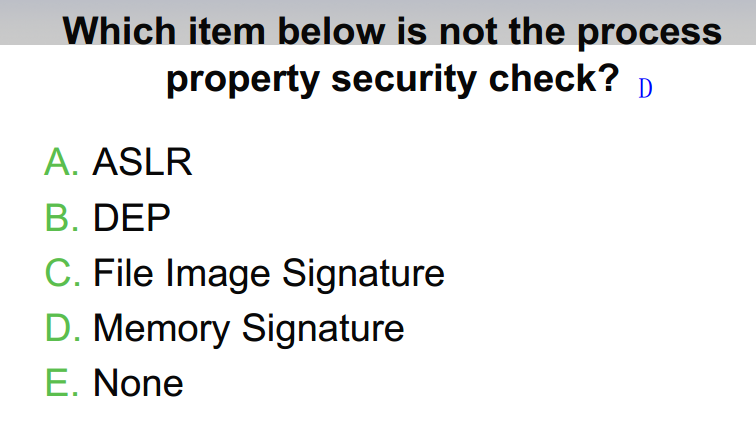 Which item below is not the process
property security check? D
A. ASLR
B. DEP
C. File Image Signature
D. Memory Signature
E. None